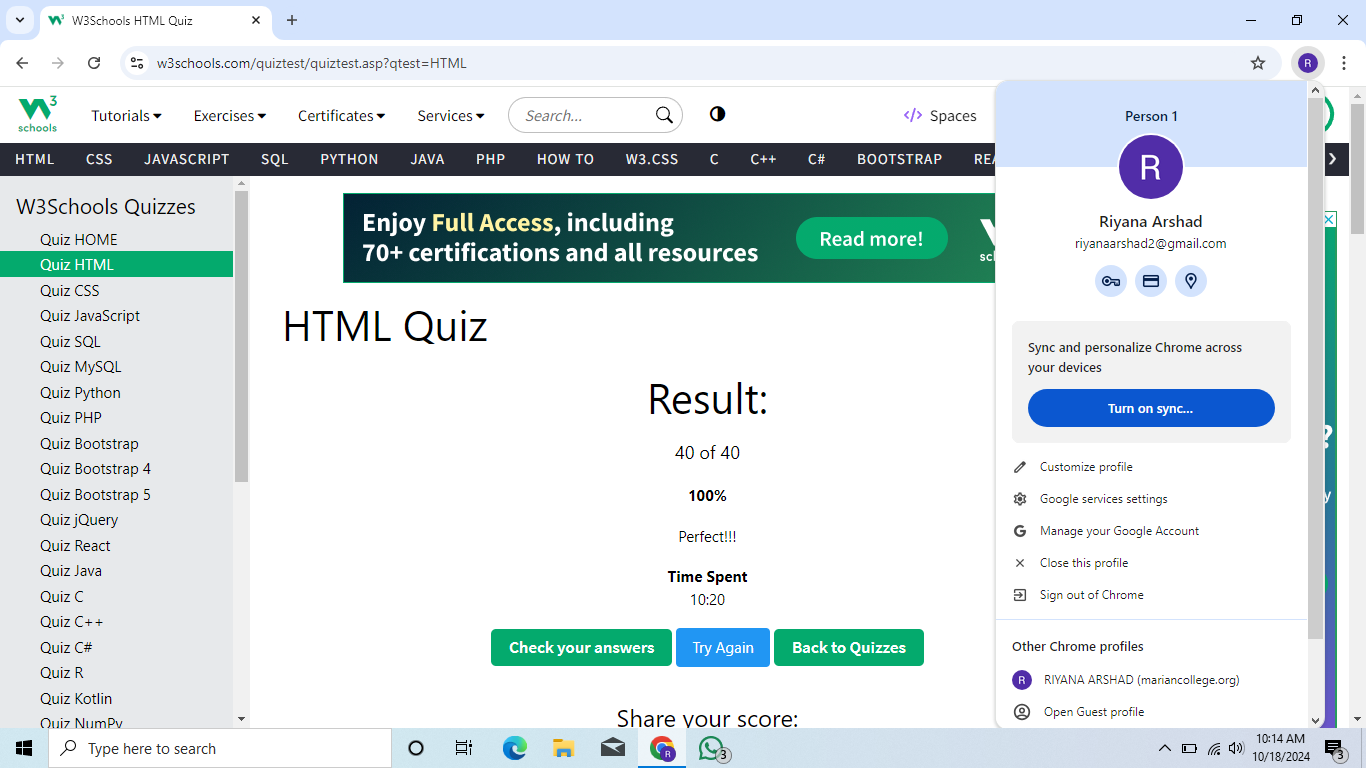 W3Schools HTML Quiz
w3schools.com/quiztest/quiztest.asp?qtest=HTML
R
W3
schools
Tutorials
Exercises
Certificates
Services
Search...
</> Spaces
HTML
CSS
JAVASCRIPT
SQL
PYTHON
JAVA
PHP
HOW TO
W3.CSS
C
C++
C#
BOOTSTRAP
W3Schools Quizzes
Quiz HOME
Quiz HTML
Quiz CSS
Quiz JavaScript
Quiz SQL
Quiz MySQL
Quiz Python
Quiz PHP
Quiz Bootstrap
Quiz Bootstrap 4
Quiz Bootstrap 5
Quiz jQuery
Quiz React
Quiz Java
Quiz C
Quiz C++
Quiz C#
Quiz R
Quiz Kotlin
Quiz NumPy
Enjoy Full Access, including
70+ certifications and all resources
Read more!
HTML Quiz
Result:
40 of 40
100%
Perfect!!!
Time Spent
10:20
Check your answers
Try Again
Back to Quizzes
Share your score:
Person 1
R
Riyana Arshad
riyanaarshad2@gmail.com
Sync and personalize Chrome across
your devices
Turn on sync...
Customize profile
Google services settings
Manage your Google Account
Close this profile
Sign out of Chrome
Other Chrome profiles
R
RIYANA ARSHAD (mariancollege.org)
Open Guest profile
Type here to search
R
3
10:14 AM
10/18/2024
3